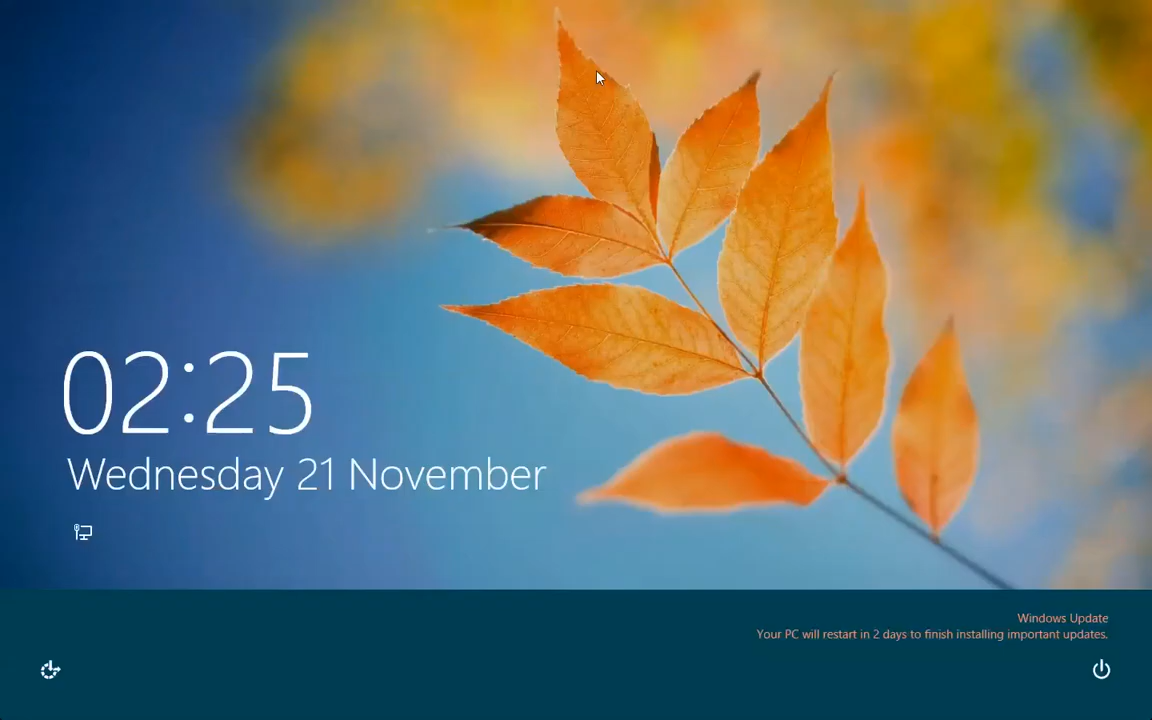 02:25
Wednesday 21 November
Windows Update
Your PC will restart in 2 days to finish installing important updates.